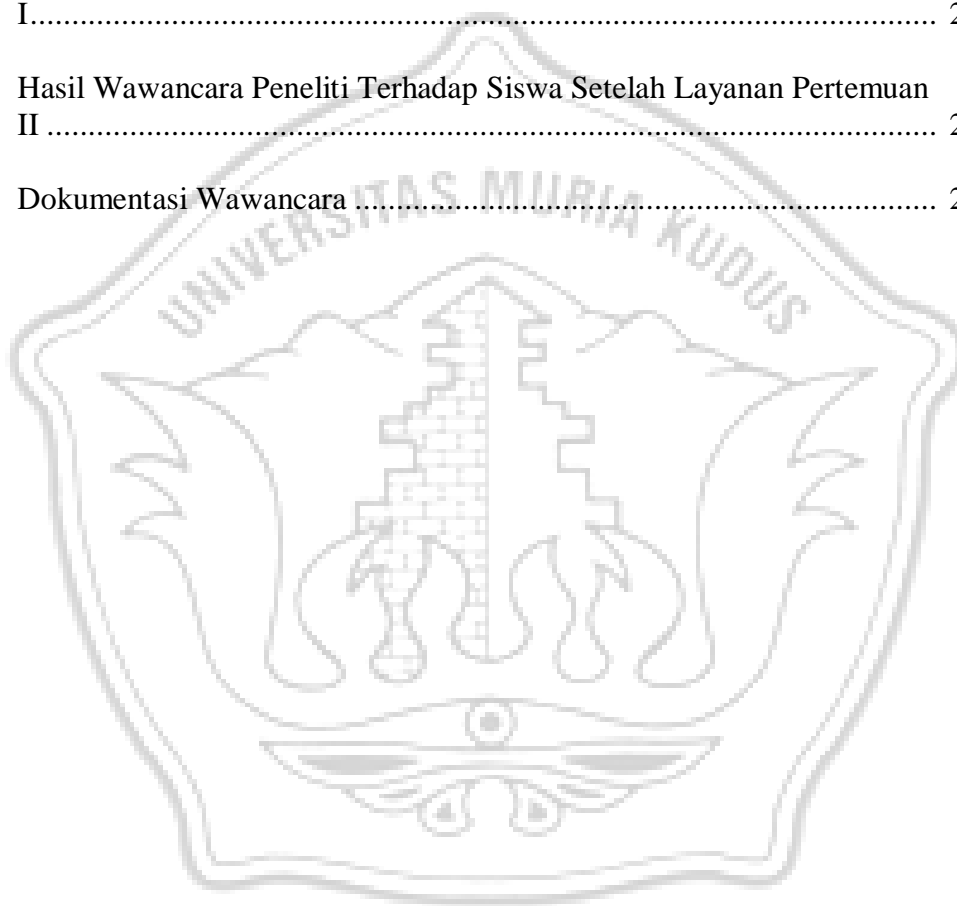 I........................................................................................................ 2
Hasil Wawancara Peneliti Terhadap Siswa Setelah Layanan Pertemuan
II ....................................................................................................... 2
Dokumentasi Wawancara ................................................................... 2
UNIVERSITAS MURIA KUDUS